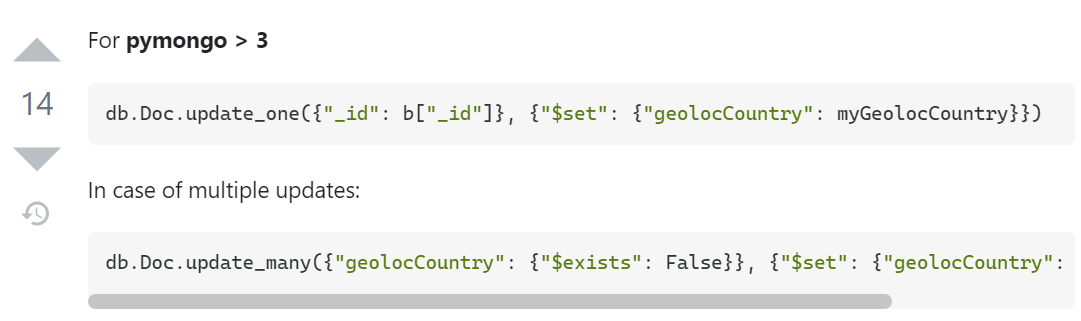 For pymongo > 3
14
db.Doc.update_one({"_id": b["_id"]}, {"$set": {"geolocCountry": myGeolocCountry}})
In case of multiple updates:
db.Doc.update_many({"geolocCountry": {"$exists": False}}, {"$set": {"geolocCountry":